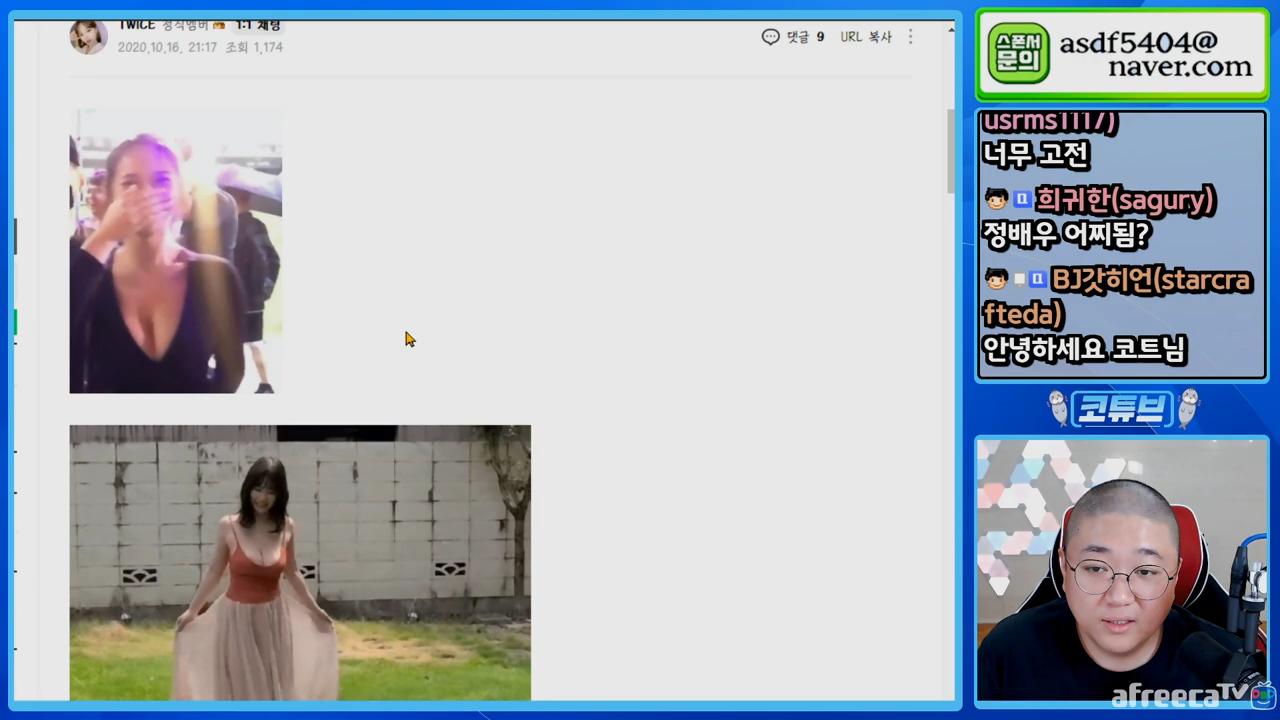 TWICE 정식멤버 1:1 채팅
2020.10.16. 21:17 조회 1,174
댓글 9 URL 복사
스폰서
문의
asdf5404@
naver.com
usrms1117)
너무 고전
희귀한(sagury)
정배우 어찌됨?
BJ갓히언(starcra
fteda)
안녕하세요 코트님
코튜브
afreecaTV